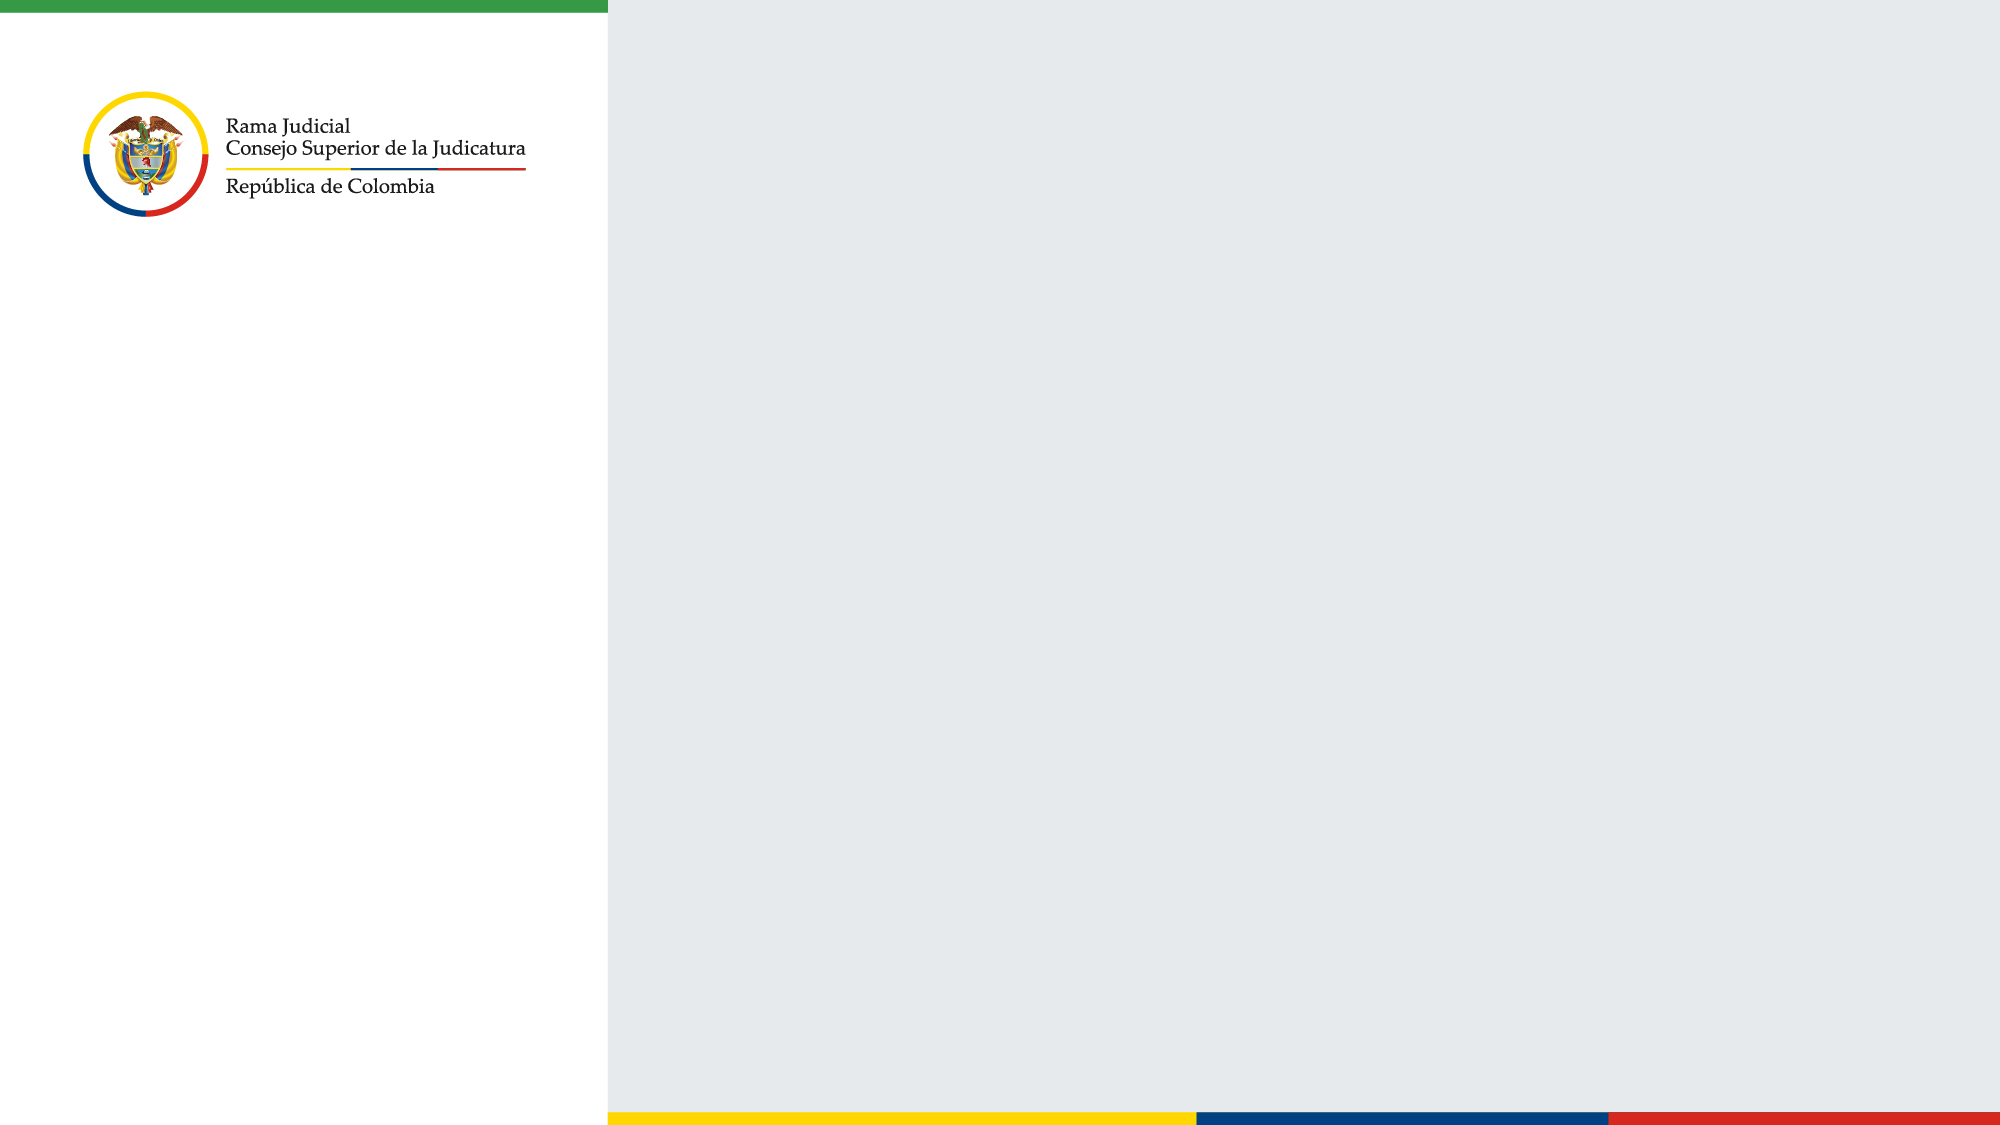 Rama Judicial
Consejo Superior de la Judicatura
República de Colombia